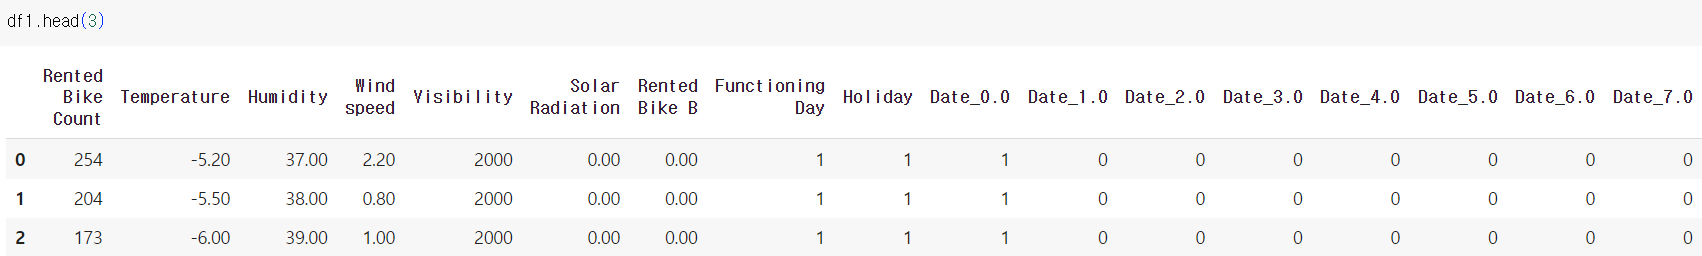 df1.head(3)
Rented Bike Count Temperature Humidity Wind speed Visibility Solar Radiation Rented Bike B Functioning Day Holiday Date_0.0 Date_1.0 Date_2.0 Date_3.0 Date_4.0 Date_5.0 Date_6.0 Date_7.0
0 254 -5.20 37.00 2.20 2000 0.00 0.00 1 1 1 0 0 0 0 0 0 0
1 204 -5.50 38.00 0.80 2000 0.00 0.00 1 1 1 0 0 0 0 0 0 0
2 173 -6.00 39.00 1.00 2000 0.00 0.00 1 1 1 0 0 0 0 0 0 0